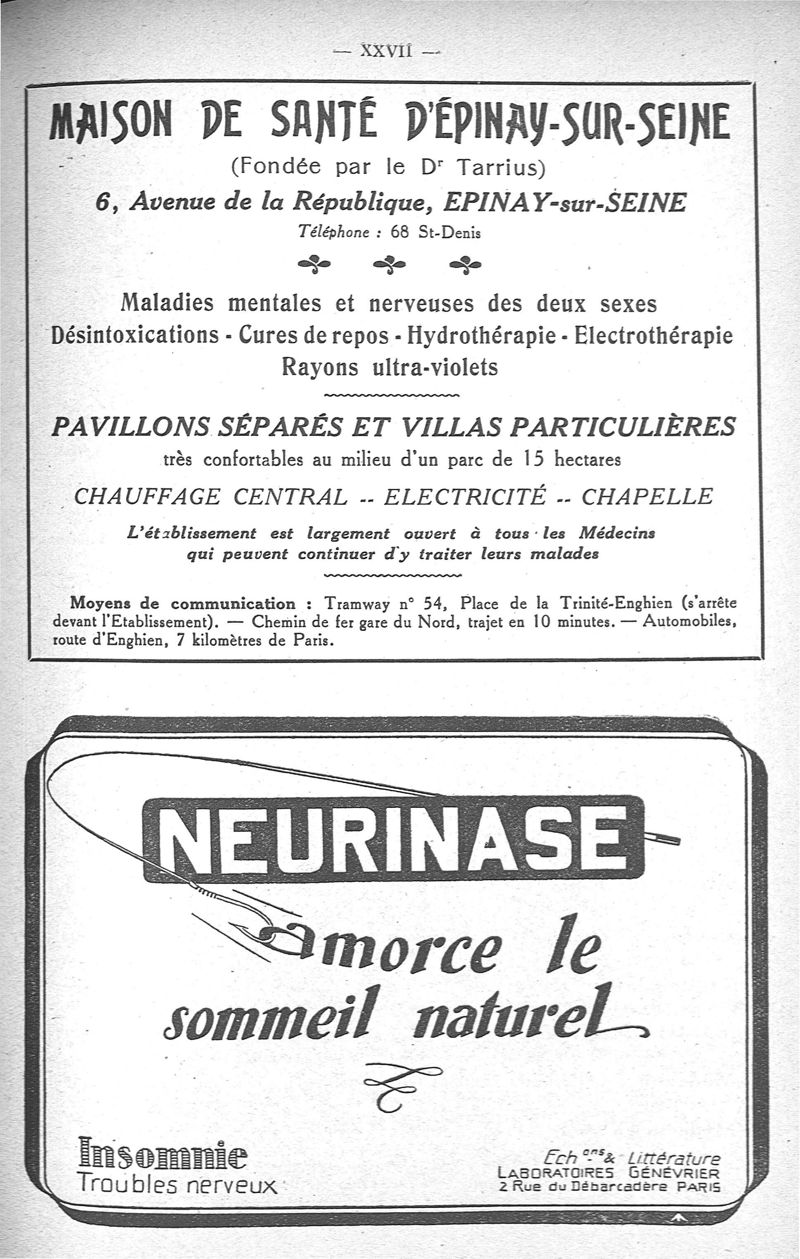 — XXVII —
MAISON DE SANTÉ D'ÉPINAY-SUR-SEINE
(Fondée par le Dr Tarrius)
6, Avenue de la République, EPINAY-sur-SEINE
Téléphone : 68 St-Denis
Maladies mentales et nerveuses des deux sexes
Désintoxications - Cures de repos - Hydrothérapie - Electrothérapie
Rayons ultra-violets
PAVILLONS SÉPARÉS ET VILLAS PARTICULIÈRES
très confortables au milieu d'un parc de 15 hectares
CHAUFFAGE CENTRAL -- ELECTRICITÉ -- CHAPELLE
L'établissement est largement ouvert à tous les Médecins
qui peuvent continuer d'y traiter leurs malades
Moyens de communication : Tramway n° 54, Place de la Trinité-Enghien (s'arrête
devant l'Etablissement). — Chemin de fer gare du Nord, trajet en 10 minutes. — Automobiles,
route d'Enghien, 7 kilomètres de Paris.
NEURINASE
amorce le
sommeil naturel
Insomnie
Troubles nerveux
Echons & Littérature
LABORATOIRES GÉNÉVRIER
2 Rue du Débarcadère PARIS